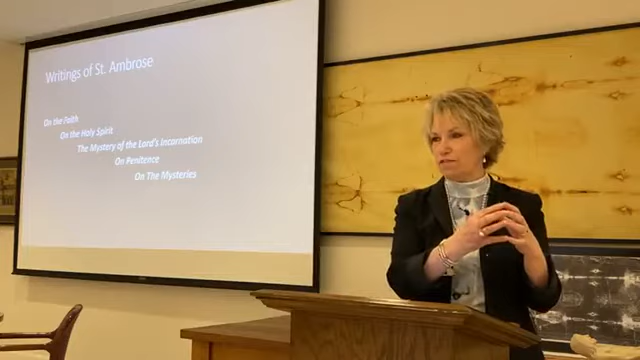 Writings of St. Ambrose
On the Faith
On the Holy Spirit
The Mystery of the Lord's Incarnation
On Penitence
On The Mysteries